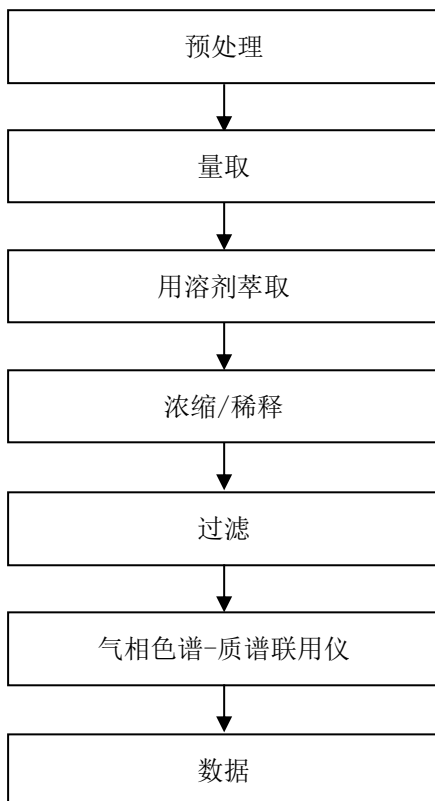 预处理
量取
用溶剂萃取
浓缩/稀释
过滤
气相色谱-质谱联用仪
数据